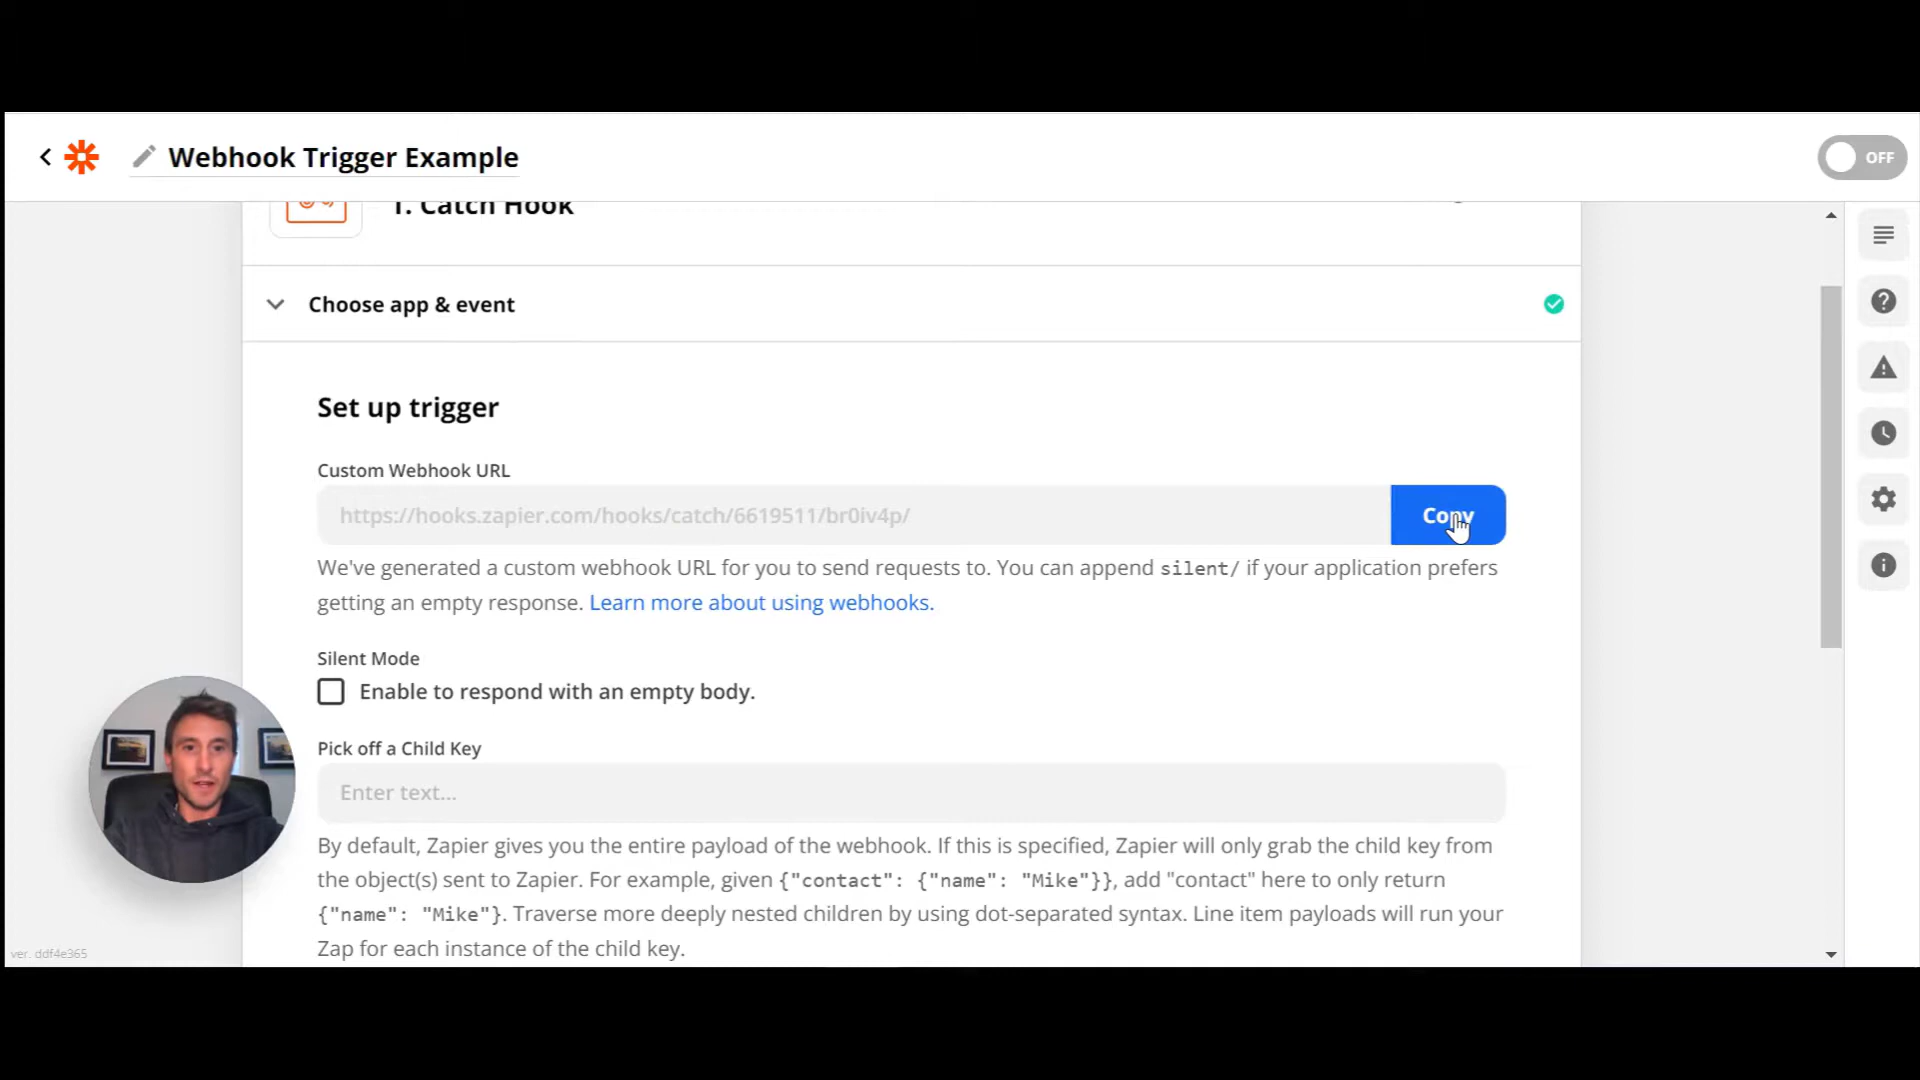 Webhook Trigger Example
OFF
1. Catch Hook
Choose app & event
Set up trigger
Custom Webhook URL
https://hooks.zapier.com/hooks/catch/6619511/br0iv4p/
Copy
We've generated a custom webhook URL for you to send requests to. You can append silent/ if your application prefers
getting an empty response. Learn more about using webhooks.
Silent Mode
Enable to respond with an empty body.
Pick off a Child Key
Enter text...
By default, Zapier gives you the entire payload of the webhook. If this is specified, Zapier will only grab the child key from
the object(s) sent to Zapier. For example, given {"contact": {"name": "Mike"}}, add "contact" here to only return
{"name": "Mike"}. Traverse more deeply nested children by using dot-separated syntax. Line item payloads will run your
Zap for each instance of the child key.
ver. ddf4e365